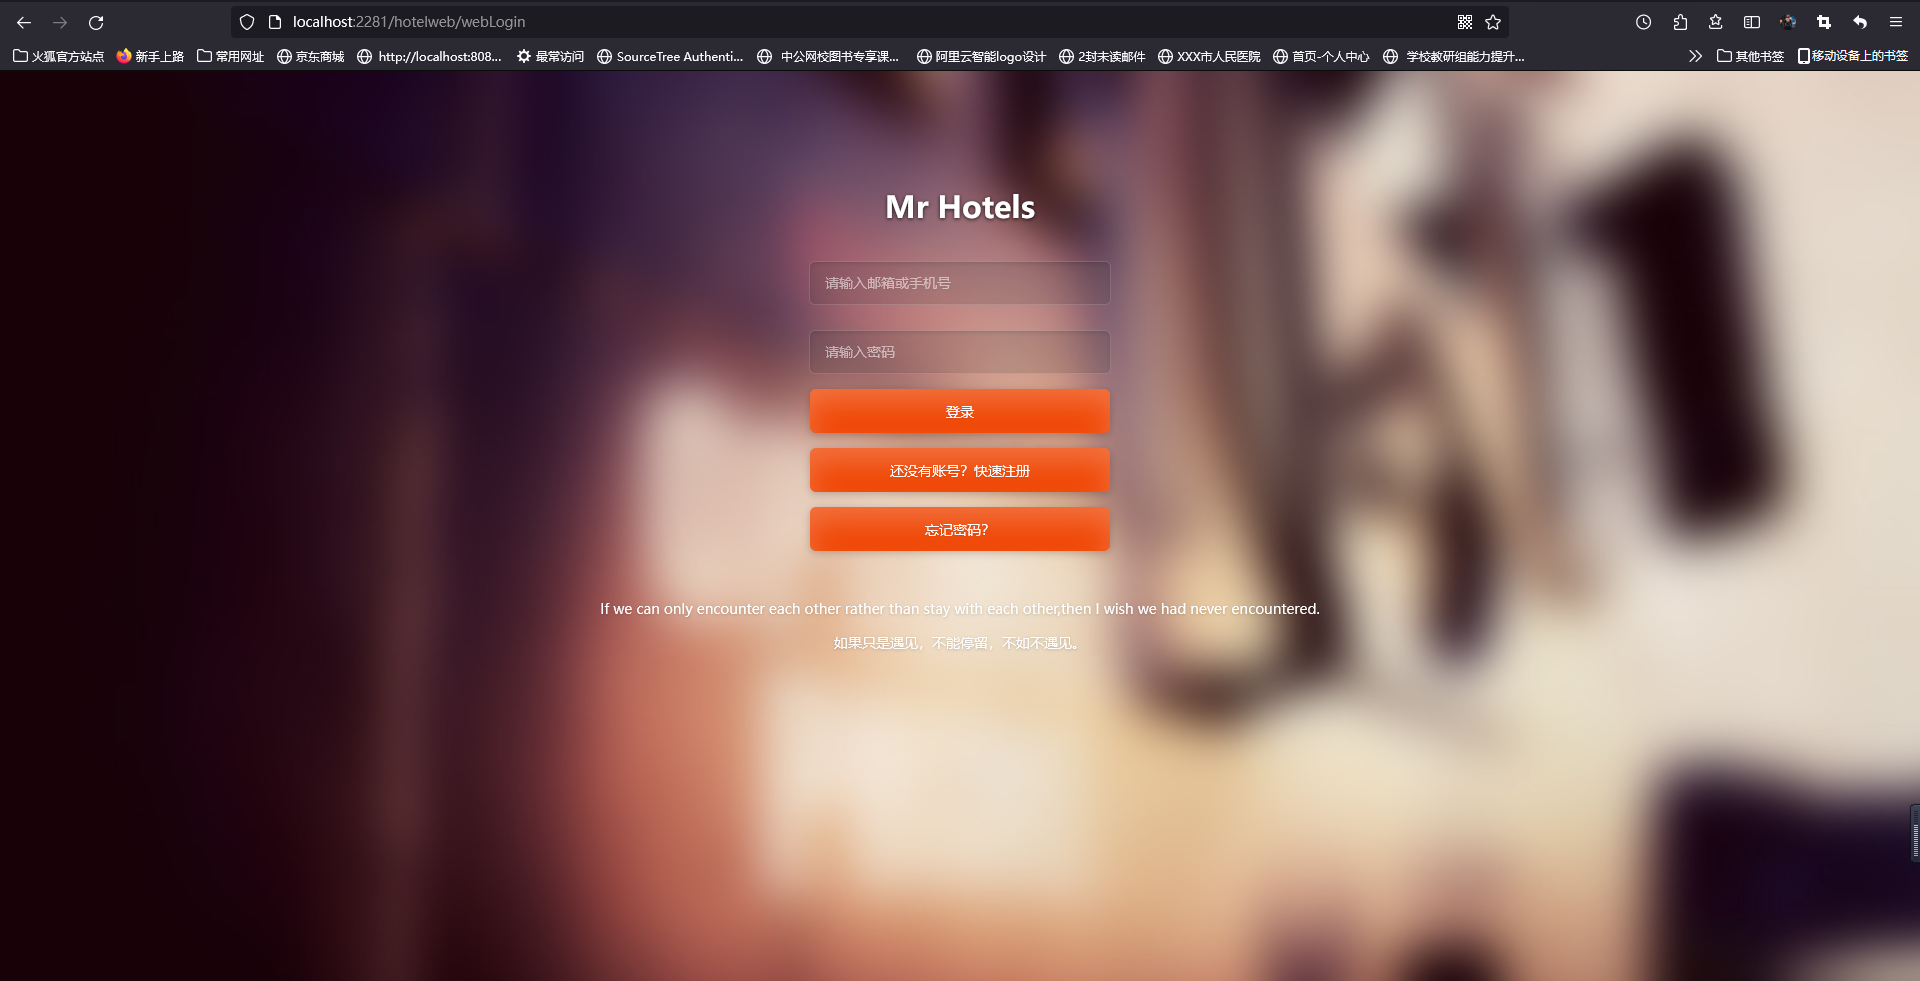 localhost:2281/hotelweb/webLogin
火狐官方站点 新手上路 常用网址 京东商城 http://localhost:808... 最常访问 SourceTree Authenti... 中公网校图书专享课... 阿里云智能logo设计 2封未读邮件 XXX市人民医院 首页-个人中心 学校教研组能力提升... 其他书签 移动设备上的书签
Mr Hotels
请输入邮箱或手机号
请输入密码
登录
还没有账号？快速注册
忘记密码?
If we can only encounter each other rather than stay with each other,then I wish we had never encountered.
如果只是遇见，不能停留，不如不遇见。